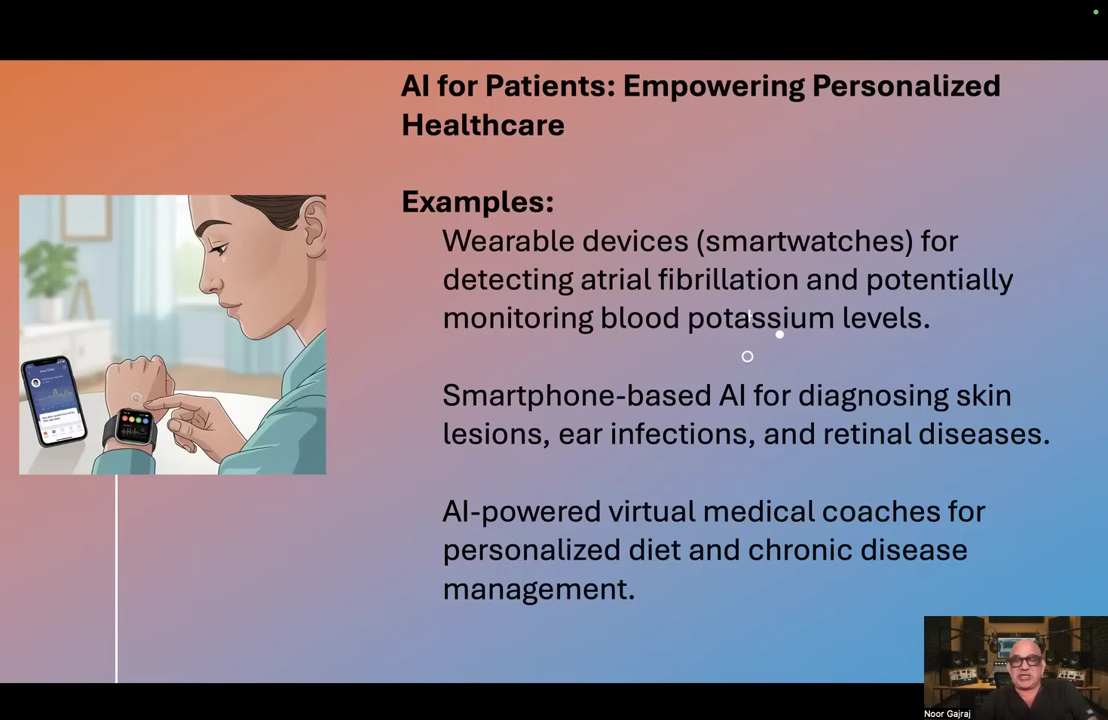 AI for Patients: Empowering Personalized
Healthcare
Examples:
Wearable devices (smartwatches) for
detecting atrial fibrillation and potentially
monitoring blood potassium levels.
Smartphone-based AI for diagnosing skin
lesions, ear infections, and retinal diseases.
AI-powered virtual medical coaches for
personalized diet and chronic disease
management.
Noor Gajraj